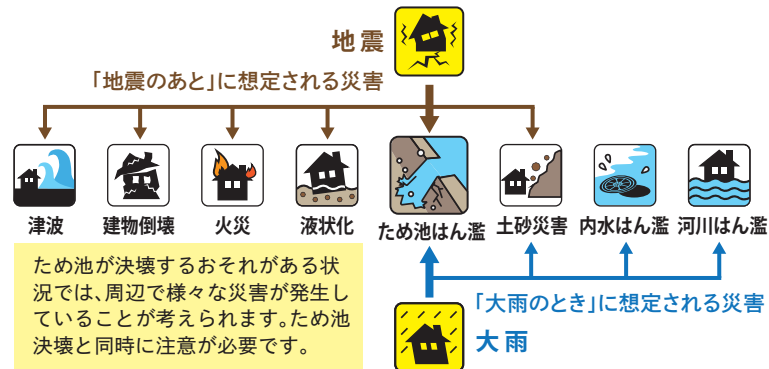 地震
「地震のあと」に想定される災害
津波
建物倒壊
火災
液状化
ため池はん濫
土砂災害
内水はん濫
河川はん濫
ため池が決壊するおそれがある状
況では、周辺で様々な災害が発生し
ていることが考えられます。ため池
決壊と同時に注意が必要です。
「大雨のとき」に想定される災害
大雨